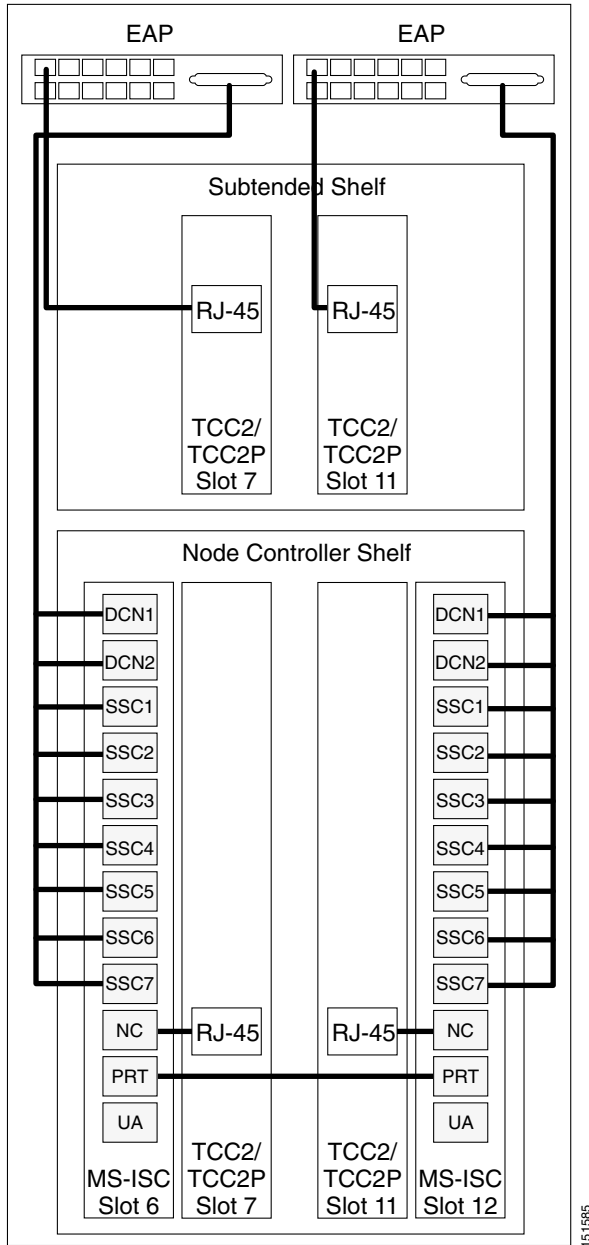 EAP
EAP
Subtended Shelf
RJ-45
RJ-45
TCC2/
TCC2P
Slot 7
TCC2/
TCC2P
Slot 11
Node Controller Shelf
DCN1
DCN2
SSC1
SSC2
SSC3
SSC4
SSC5
SSC6
SSC7
NC
PRT
UA
MS-ISC
Slot 6
RJ-45
TCC2/
TCC2P
Slot 7
RJ-45
TCC2/
TCC2P
Slot 11
DCN1
DCN2
SSC1
SSC2
SSC3
SSC4
SSC5
SSC6
SSC7
NC
PRT
UA
MS-ISC
Slot 12
151585